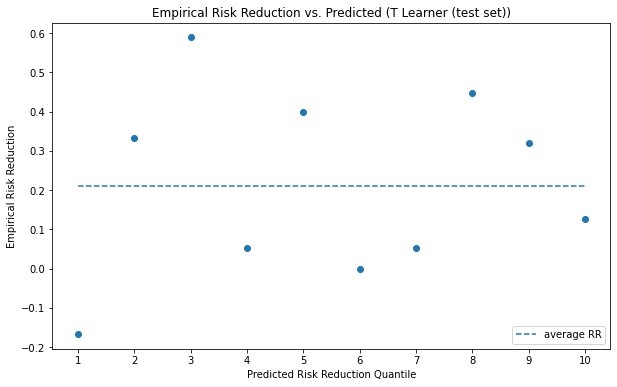 Empirical Risk Reduction vs. Predicted (T Learner (test set))
Empirical Risk Reduction
0.6
0.5
0.4
0.3
0.2
0.1
0.0
−0.1
−0.2
average RR
1 2 3 4 5 6 7 8 9 10
Predicted Risk Reduction Quantile